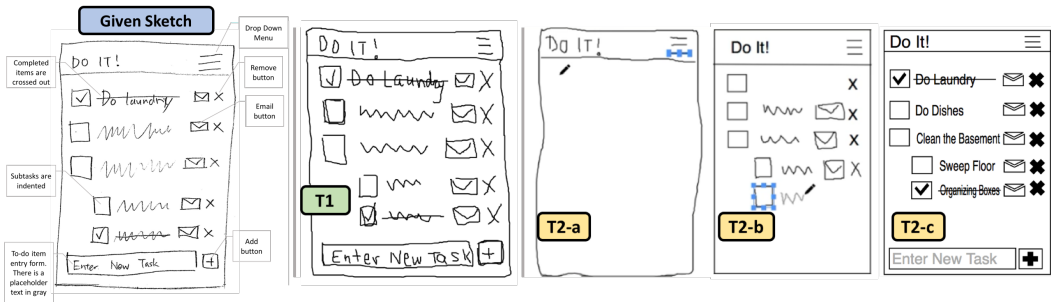 Given Sketch
Drop Down
Menu
Completed
items are
crossed out
Remove
button
Email
button
Subtasks are
indented
Add
button
To-do item
entry form.
There is a
placeholder
text in gray
DO IT!
Do laundry
X
X
X
X
X
Enter New Task
+
DO IT!
Do Laundry
X
X
X
X
X
Enter New Task
+
T1
DO IT!
T2-a
Do It!
X
X
X
X
T2-b
Do It!
Do Laundry
Do Dishes
Clean the Basement
Sweep Floor
Organizing Boxes
T2-c
Enter New Task